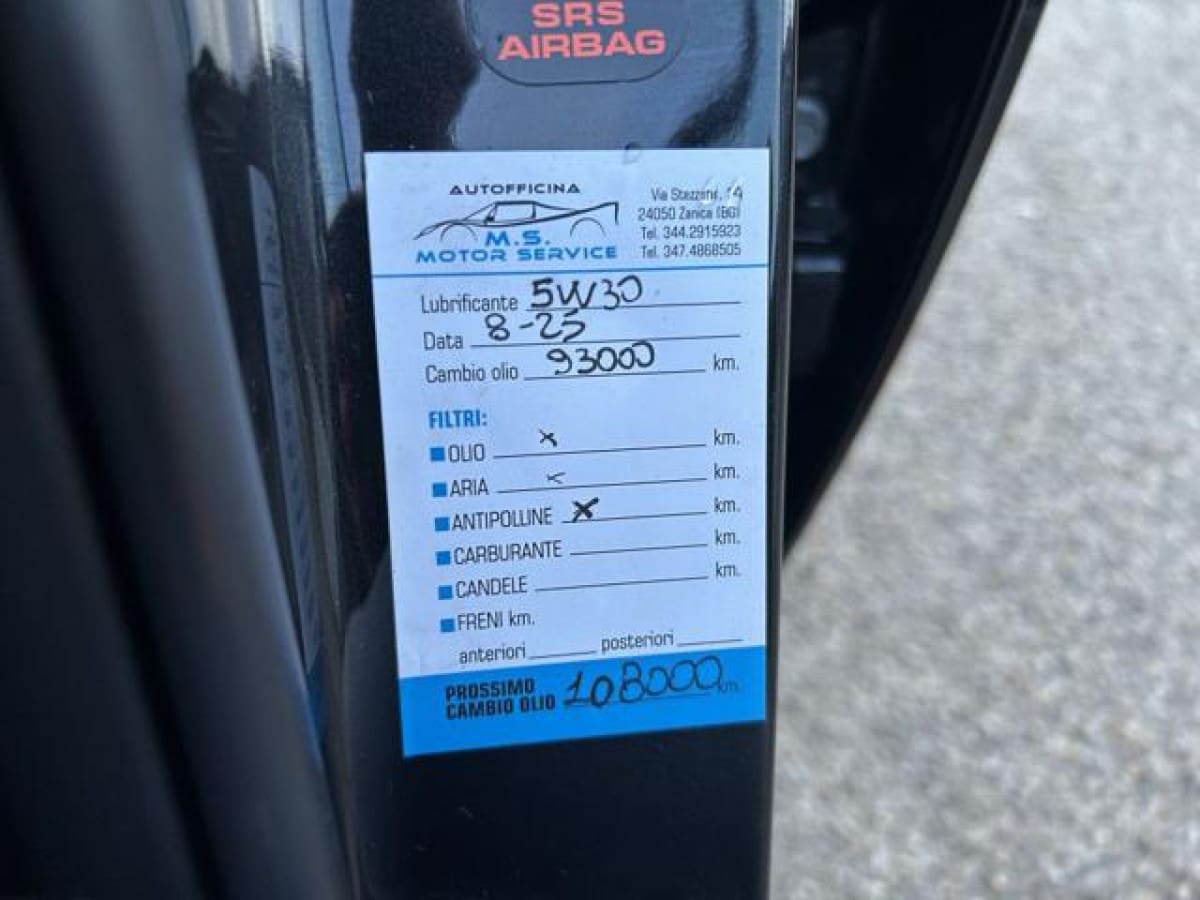 SRS
AIRBAG
AUTOFFICINA
M.S.
MOTOR SERVICE
Via Stezzano,
24050 Zanica (BG)
Tel. 344.2915923
Tel. 347.4868505
Lubrificante 5W30
Data 8-25
Cambio olio 93000 km.
FILTRI:
OLIO x km.
ARIA x km.
ANTIPOLLINE x km.
CARBURANTE km.
CANDELE km.
FRENI km.
anteriori posteriori
PROSSIMO
CAMBIO OLIO 108000 km.